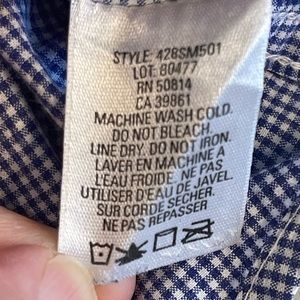 STYLE: 428SM501
LOT: 80477
RN 50814
CA 39861
MACHINE WASH COLD.
DO NOT BLEACH.
LINE DRY. DO NOT IRON.
LAVER EN MACHINE A
L'EAU FROIDE. NE PAS
UTILISER D'EAU DE JAVEL.
SUR CORDE SECHER.
NE PAS REPASSER